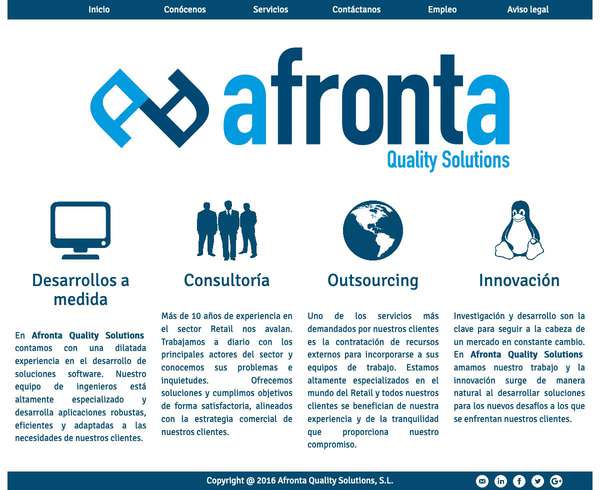 Inicio Conócenos Servicios Contáctanos Empleo Aviso legal
afronta
Quality Solutions
Desarrollos a
medida
En Afronta Quality Solutions
contamos con una dilatada
experiencia en el desarrollo de
soluciones software. Nuestro
equipo de ingenieros está
altamente especializado y
desarrolla aplicaciones robustas,
eficientes y adaptadas a las
necesidades de nuestros clientes.
Consultoría
Más de 10 años de experiencia en
el sector Retail nos avalan.
Trabajamos a diario con los
principales actores del sector y
conocemos sus problemas e
inquietudes. Ofrecemos
soluciones y cumplimos objetivos
de forma satisfactoria, alineados
con la estrategia comercial de
nuestros clientes.
Outsourcing
Uno de los servicios más
demandados por nuestros clientes
es la contratación de recursos
externos para incorporarse a sus
equipos de trabajo. Estamos
altamente especializados en el
mundo del Retail y todos nuestros
clientes se benefician de nuestra
experiencia y de la tranquilidad
que proporciona nuestro
compromiso.
Innovación
Investigación y desarrollo son la
clave para seguir a la cabeza de
un mercado en constante cambio.
En Afronta Quality Solutions
amamos nuestro trabajo y la
innovación surge de manera
natural al desarrollar soluciones
para los nuevos desafíos a los que
se enfrentan nuestros clientes.
Copyright @ 2016 Afronta Quality Solutions, S.L.